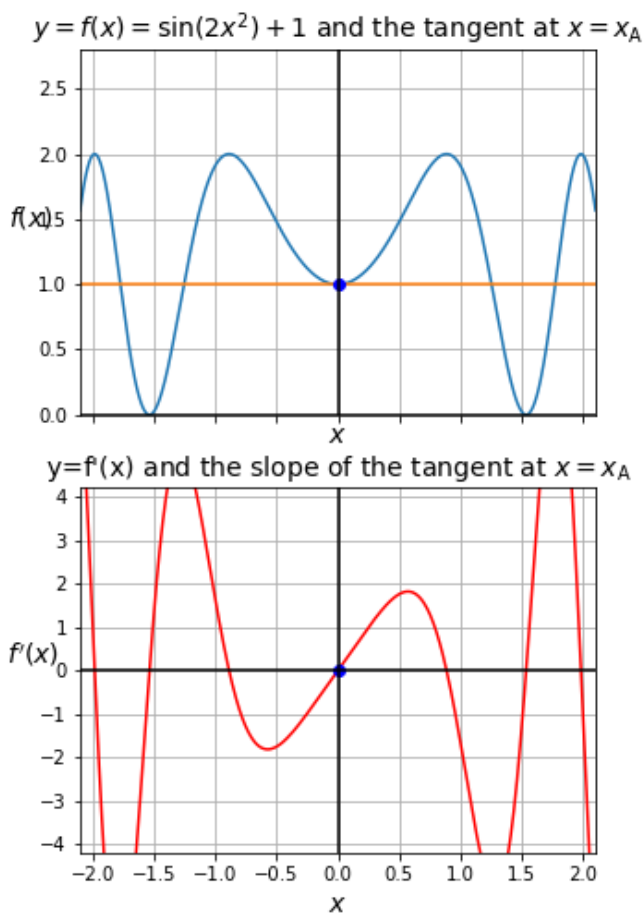 y = f(x) = sin(2x²) + 1 and the tangent at x = x_A
2.5
2.0
f(x)
1.5
1.0
0.5
0.0
x
y=f'(x) and the slope of the tangent at x = x_A
4
3
2
1
f'(x)
0
−1
−2
−3
−4
−2.0 −1.5 −1.0 −0.5 0.0 0.5 1.0 1.5 2.0
x